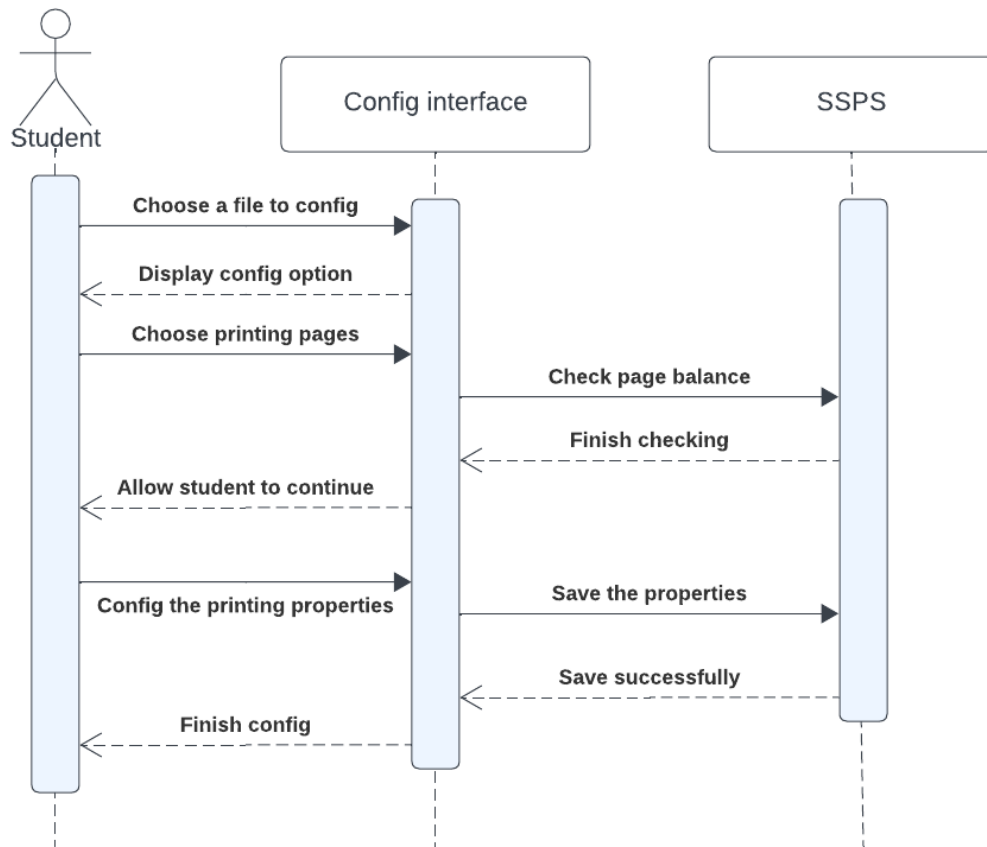 Student
Config interface
SSPS
Choose a file to config
Display config option
Choose printing pages
Check page balance
Finish checking
Allow student to continue
Config the printing properties
Save the properties
Save successfully
Finish config